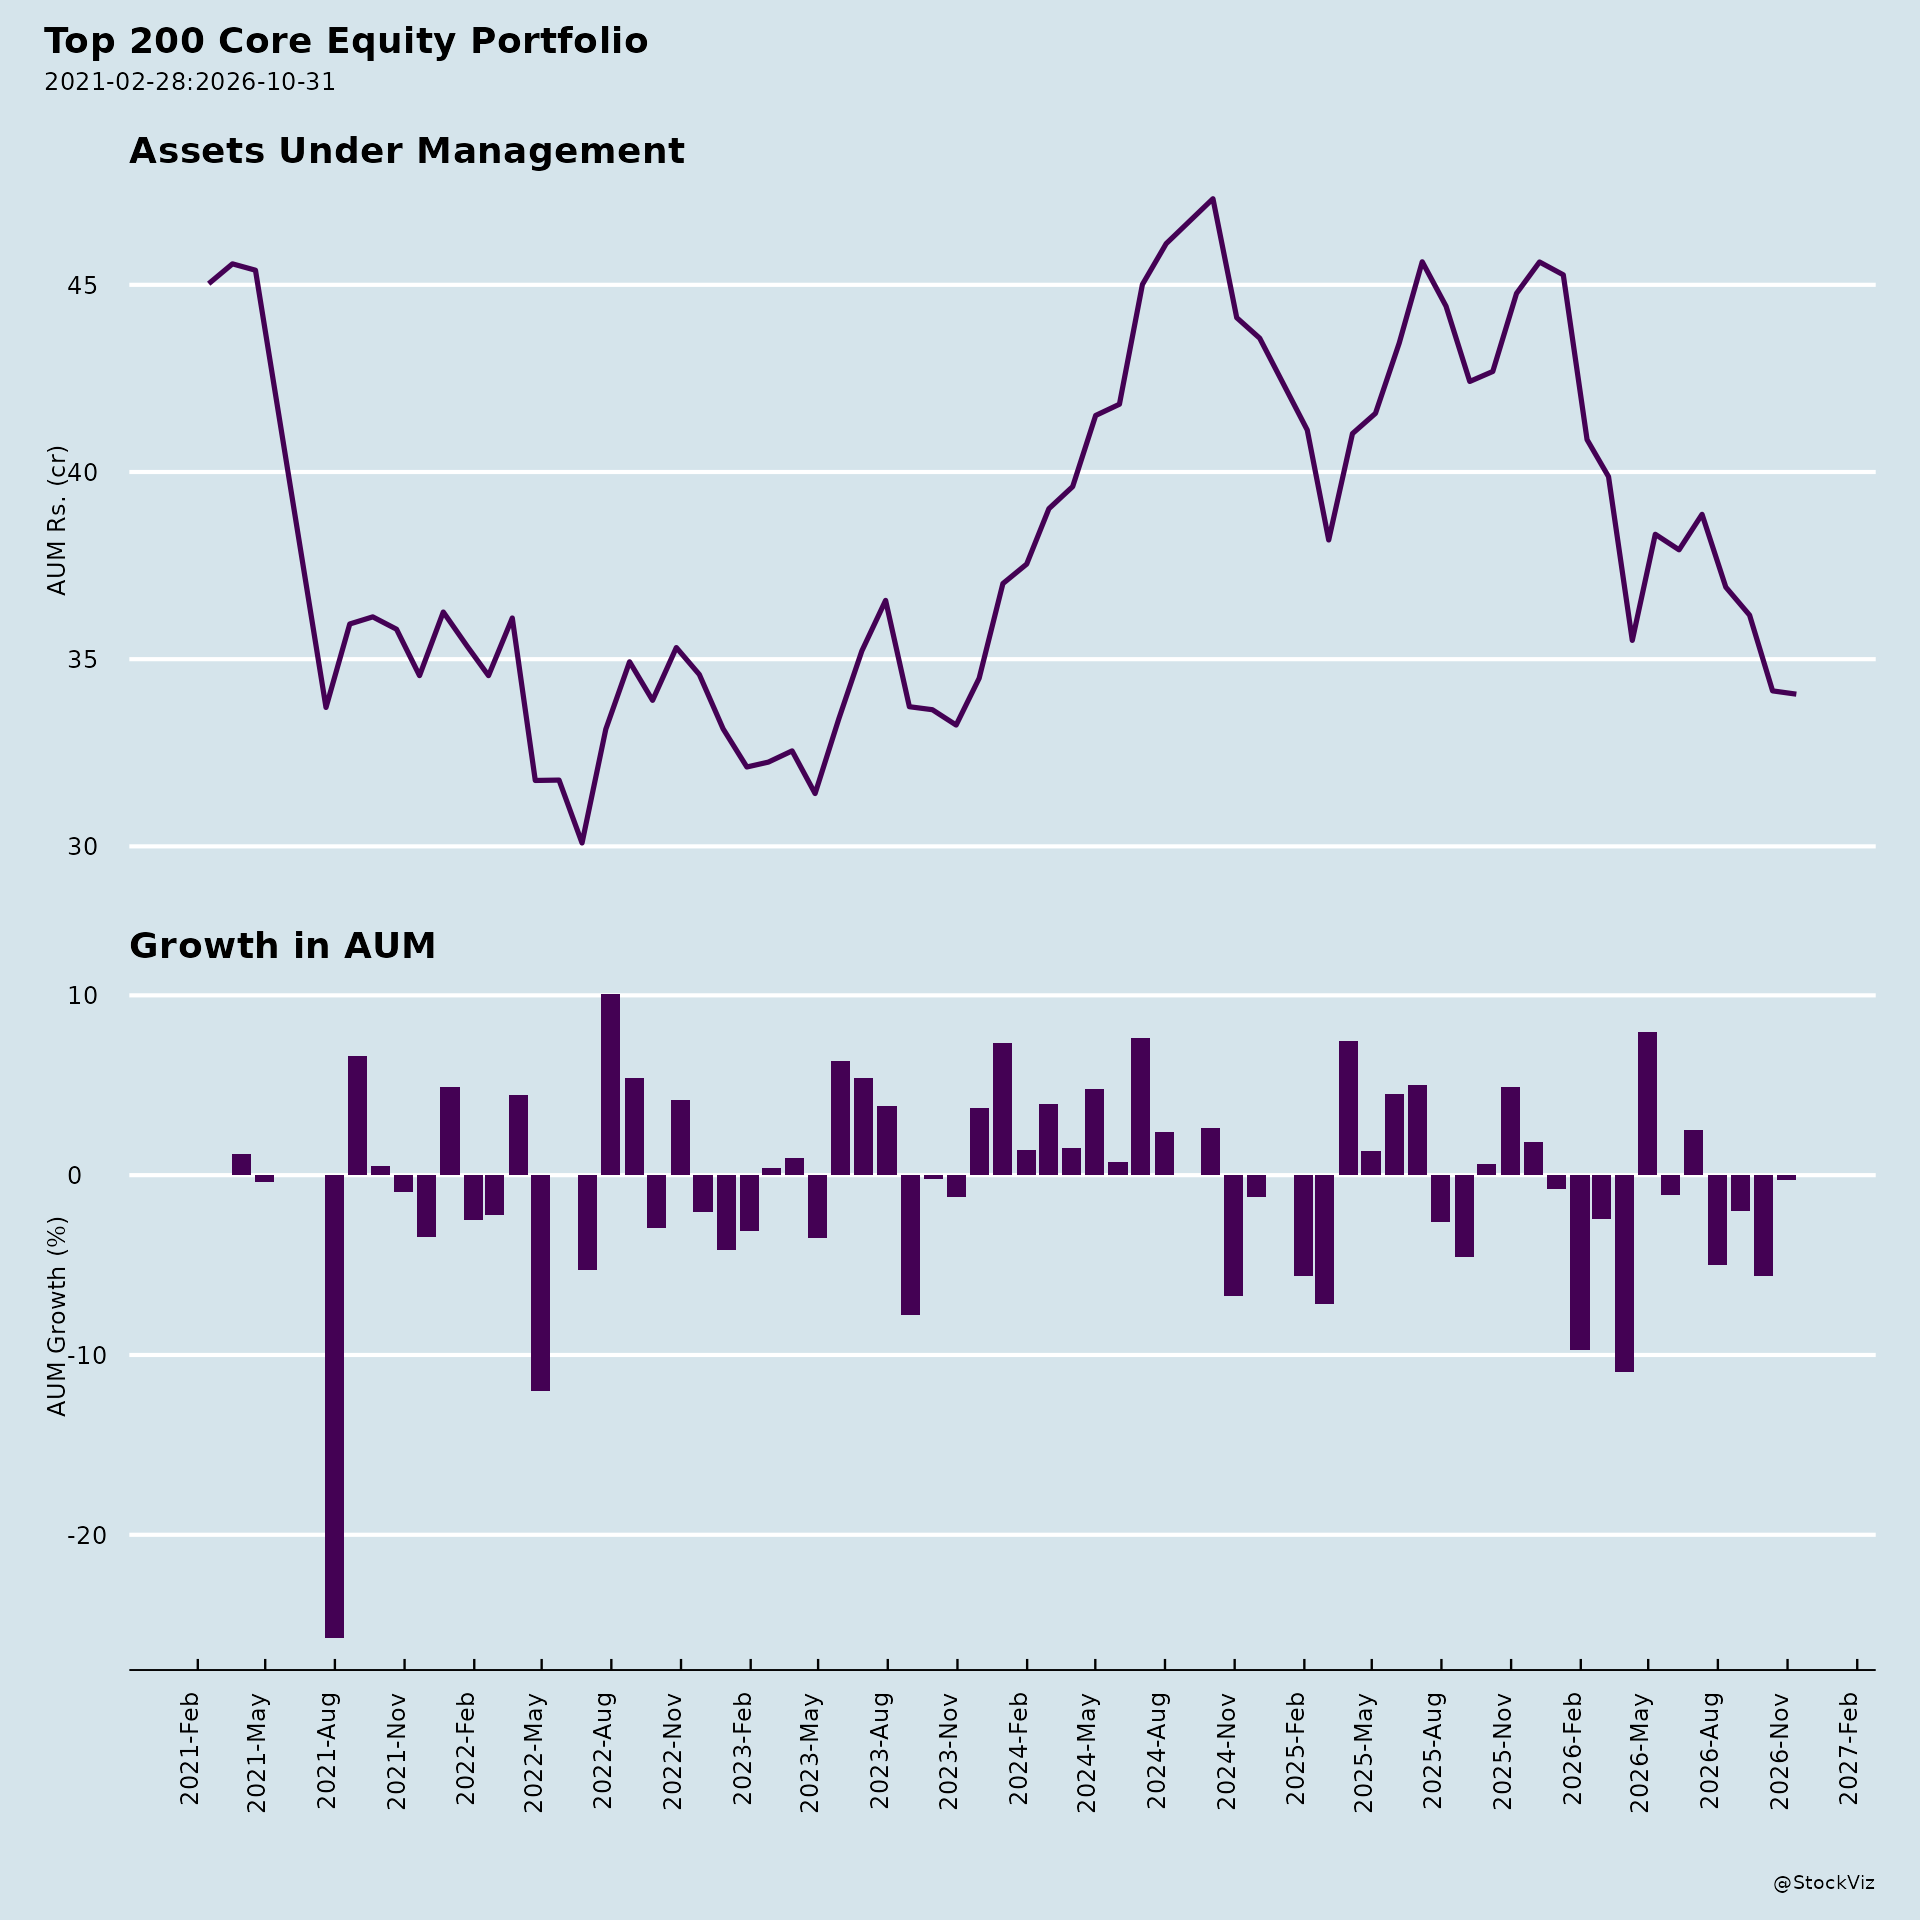 Top 200 Core Equity Portfolio
2021-02-28:2026-10-31
Assets Under Management
AUM Rs. (cr)
45
40
35
30
Growth in AUM
AUM Growth (%)
10
0
-10
-20
2021-Feb
2021-May
2021-Aug
2021-Nov
2022-Feb
2022-May
2022-Aug
2022-Nov
2023-Feb
2023-May
2023-Aug
2023-Nov
2024-Feb
2024-May
2024-Aug
2024-Nov
2025-Feb
2025-May
2025-Aug
2025-Nov
2026-Feb
2026-May
2026-Aug
2026-Nov
2027-Feb
@StockViz